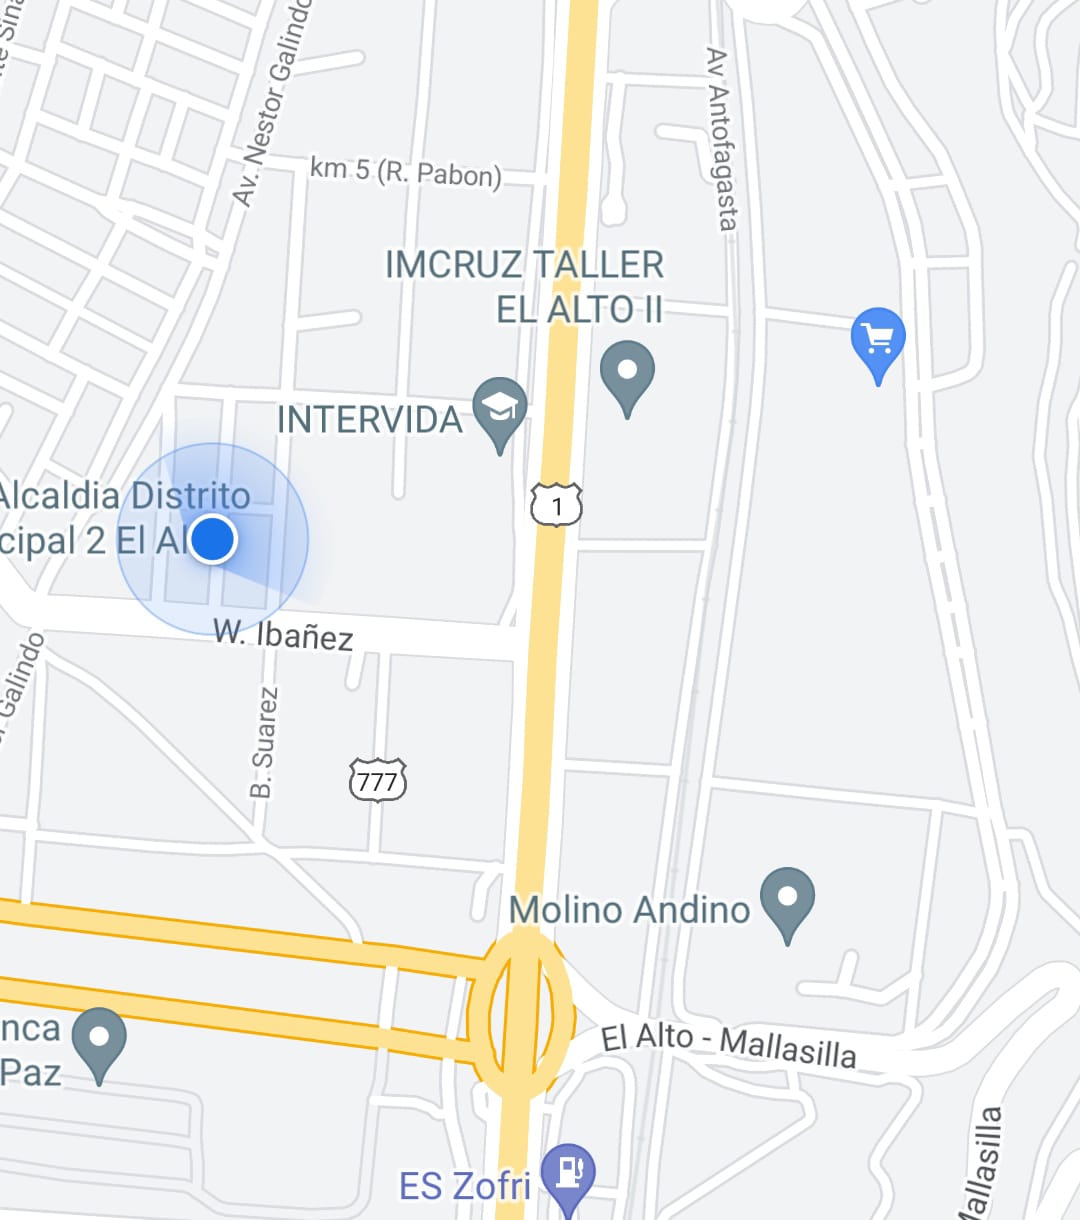 Av. Nestor Galindo
Av Antofagasta
km 5 (R. Pabon)
IMCRUZ TALLER
EL ALTO II
INTERVIDA
Alcaldia Distrito
cipal 2 El Al
1
W. Ibañez
Galindo
B. Suarez
777
Molino Andino
nca
Paz
El Alto - Mallasilla
Mallasilla
ES Zofri